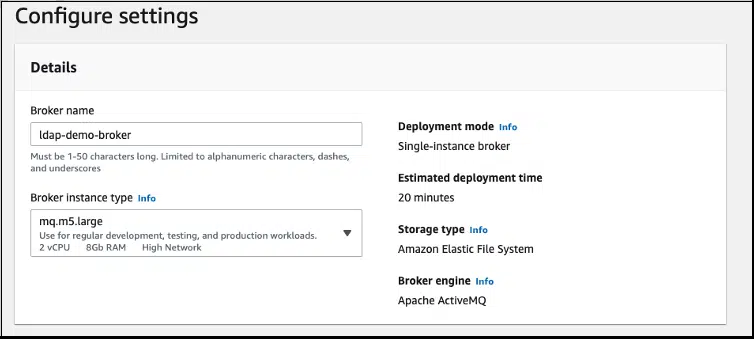 Configure settings
Details
Broker name
ldap-demo-broker
Must be 1-50 characters long. Limited to alphanumeric characters, dashes,
and underscores
Broker instance type Info
mq.m5.large
Use for regular development, testing, and production workloads.
2 vCPU 8Gb RAM High Network
Deployment mode Info
Single-instance broker
Estimated deployment time
20 minutes
Storage type Info
Amazon Elastic File System
Broker engine Info
Apache ActiveMQ